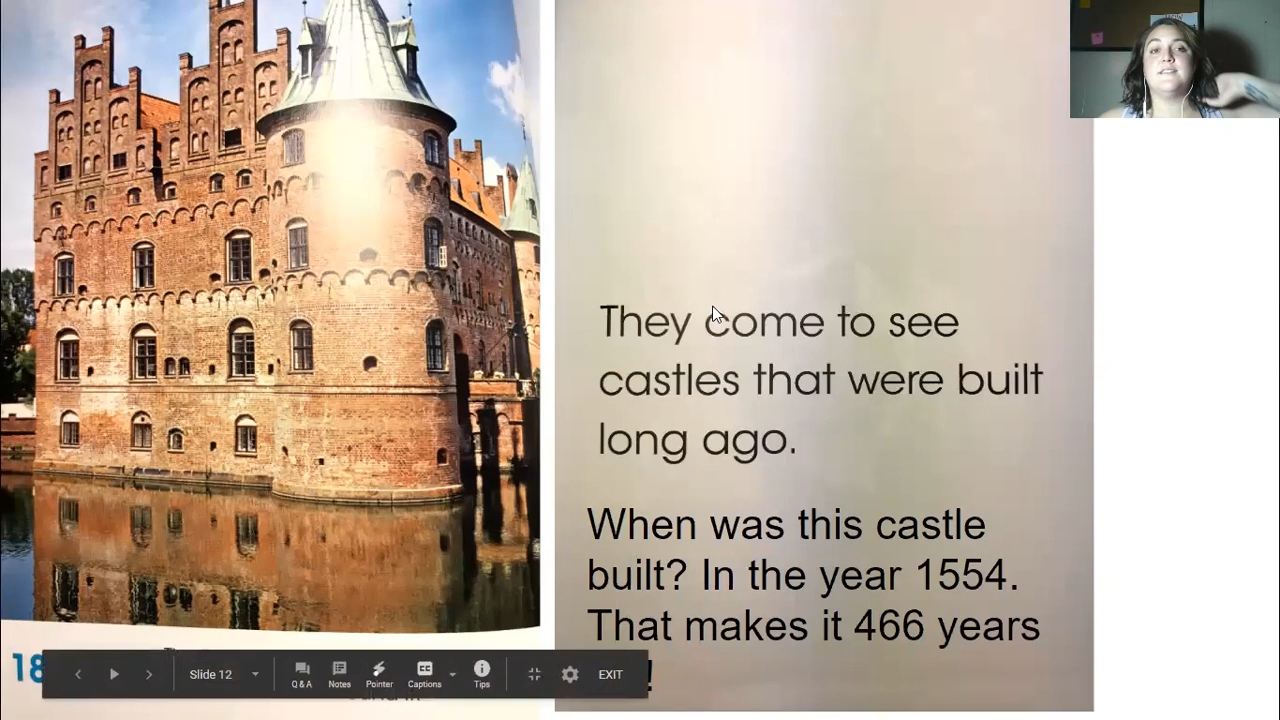 They come to see
castles that were built
long ago.
When was this castle
built? In the year 1554.
That makes it 466 years
!
18
Slide 12
Q & A
Notes
Pointer
Captions
Tips
EXIT